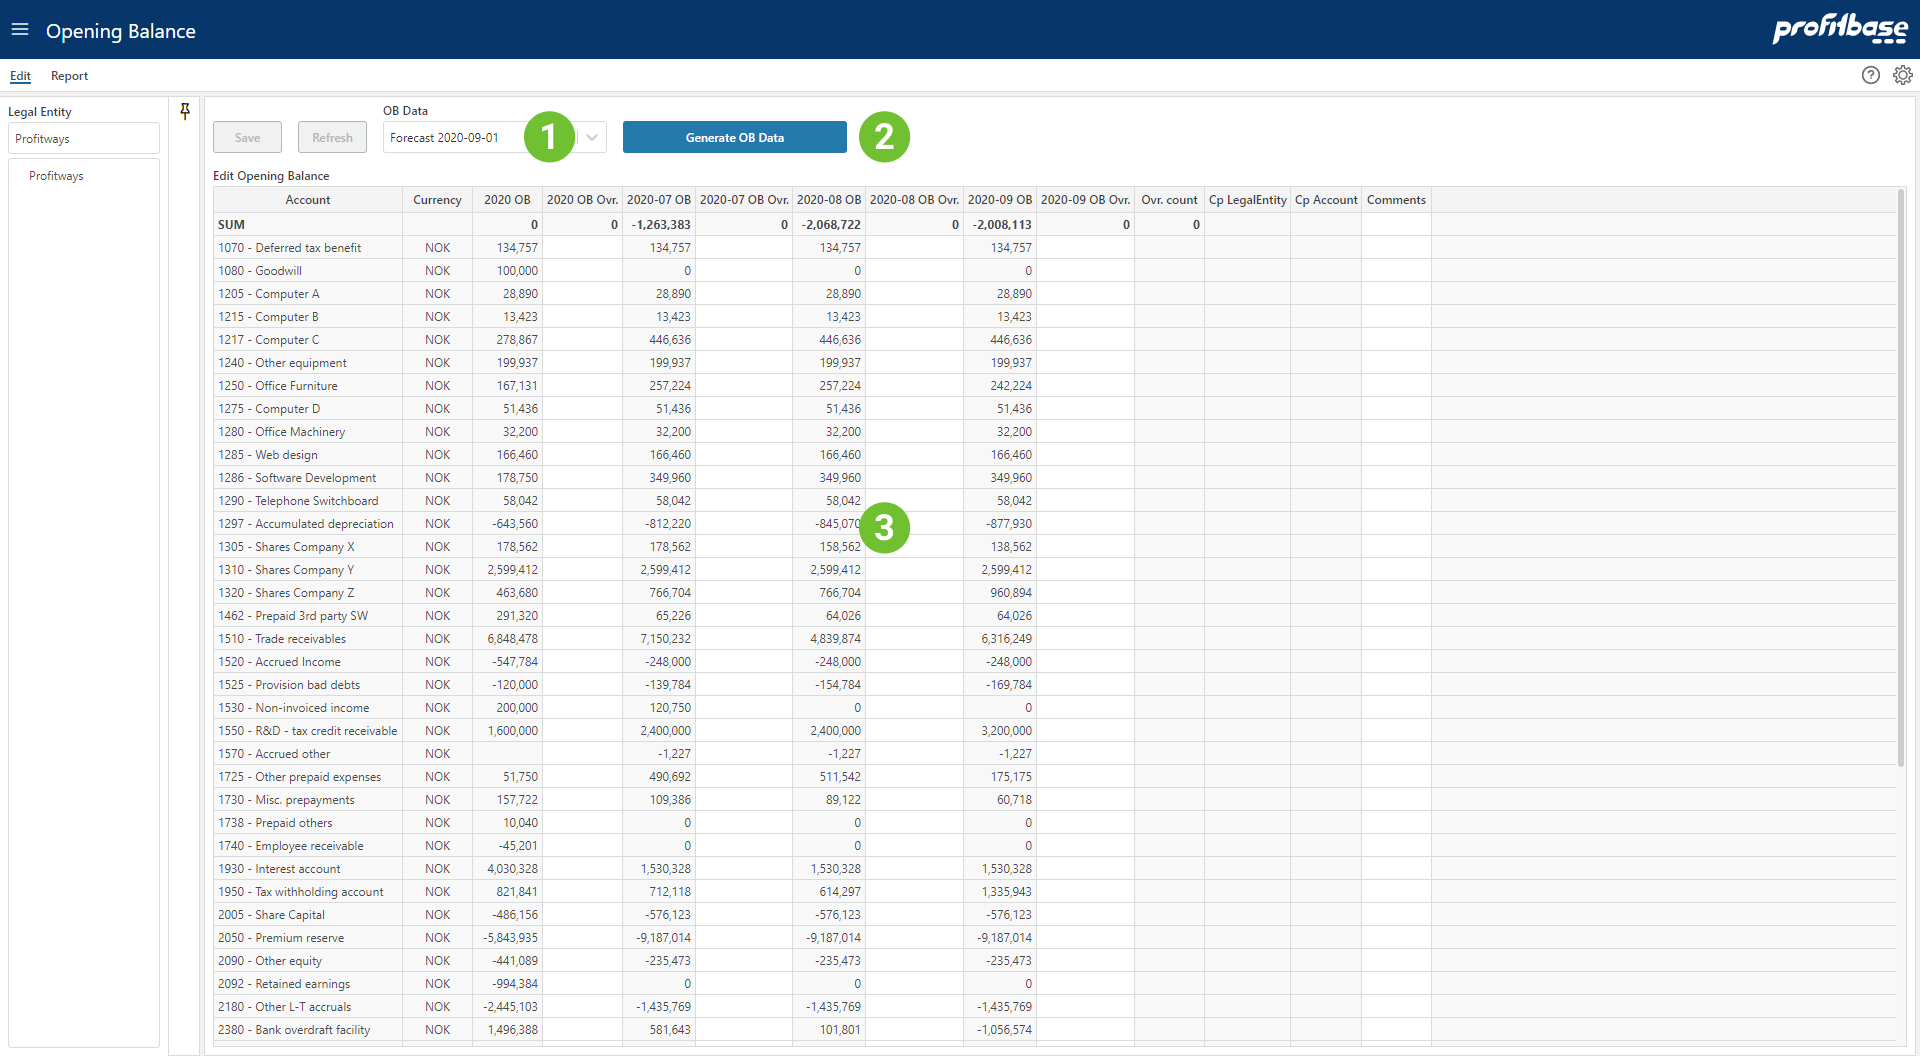 Opening Balance
profitbase
Edit Report
Legal Entity
Profitways
Profitways
OB Data
Save Refresh Forecast 2020-09-01 1 Generate OB Data 2
Edit Opening Balance
Account Currency 2020 OB 2020 OB Ovr. 2020-07 OB 2020-07 OB Ovr. 2020-08 OB 2020-08 OB Ovr. 2020-09 OB 2020-09 OB Ovr. Ovr. count Cp LegalEntity Cp Account Comments
SUM 0 0 -1,263,383 0 -2,068,722 0 -2,008,113 0 0
1070 - Deferred tax benefit NOK 134,757 134,757 134,757 134,757
1080 - Goodwill NOK 100,000 0 0 0
1205 - Computer A NOK 28,890 28,890 28,890 28,890
1215 - Computer B NOK 13,423 13,423 13,423 13,423
1217 - Computer C NOK 278,867 446,636 446,636 446,636
1240 - Other equipment NOK 199,937 199,937 199,937 199,937
1250 - Office Furniture NOK 167,131 257,224 257,224 242,224
1275 - Computer D NOK 51,436 51,436 51,436 51,436
1280 - Office Machinery NOK 32,200 32,200 32,200 32,200
1285 - Web design NOK 166,460 166,460 166,460 166,460
1286 - Software Development NOK 178,750 349,960 349,960 349,960
1290 - Telephone Switchboard NOK 58,042 58,042 58,042 58,042
1297 - Accumulated depreciation NOK -643,560 -812,220 -845,070 3 -877,930
1305 - Shares Company X NOK 178,562 178,562 158,562 138,562
1310 - Shares Company Y NOK 2,599,412 2,599,412 2,599,412 2,599,412
1320 - Shares Company Z NOK 463,680 766,704 766,704 960,894
1462 - Prepaid 3rd party SW NOK 291,320 65,226 64,026 64,026
1510 - Trade receivables NOK 6,848,478 7,150,232 4,839,874 6,316,249
1520 - Accrued Income NOK -547,784 -248,000 -248,000 -248,000
1525 - Provision bad debts NOK -120,000 -139,784 -154,784 -169,784
1530 - Non-invoiced income NOK 200,000 120,750 0 0
1550 - R&D - tax credit receivable NOK 1,600,000 2,400,000 2,400,000 3,200,000
1570 - Accrued other NOK -1,227 -1,227 -1,227
1725 - Other prepaid expenses NOK 51,750 490,692 511,542 175,175
1730 - Misc. prepayments NOK 157,722 109,386 89,122 60,718
1738 - Prepaid others NOK 10,040 0 0 0
1740 - Employee receivable NOK -45,201 0 0 0
1930 - Interest account NOK 4,030,328 1,530,328 1,530,328 1,530,328
1950 - Tax withholding account NOK 821,841 712,118 614,297 1,335,943
2005 - Share Capital NOK -486,156 -576,123 -576,123 -576,123
2050 - Premium reserve NOK -5,843,935 -9,187,014 -9,187,014 -9,187,014
2090 - Other equity NOK -441,089 -235,473 -235,473 -235,473
2092 - Retained earnings NOK -994,384 0 0 0
2180 - Other L-T accruals NOK -2,445,103 -1,435,769 -1,435,769 -1,435,769
2380 - Bank overdraft facility NOK 1,496,388 581,643 101,801 -1,056,574